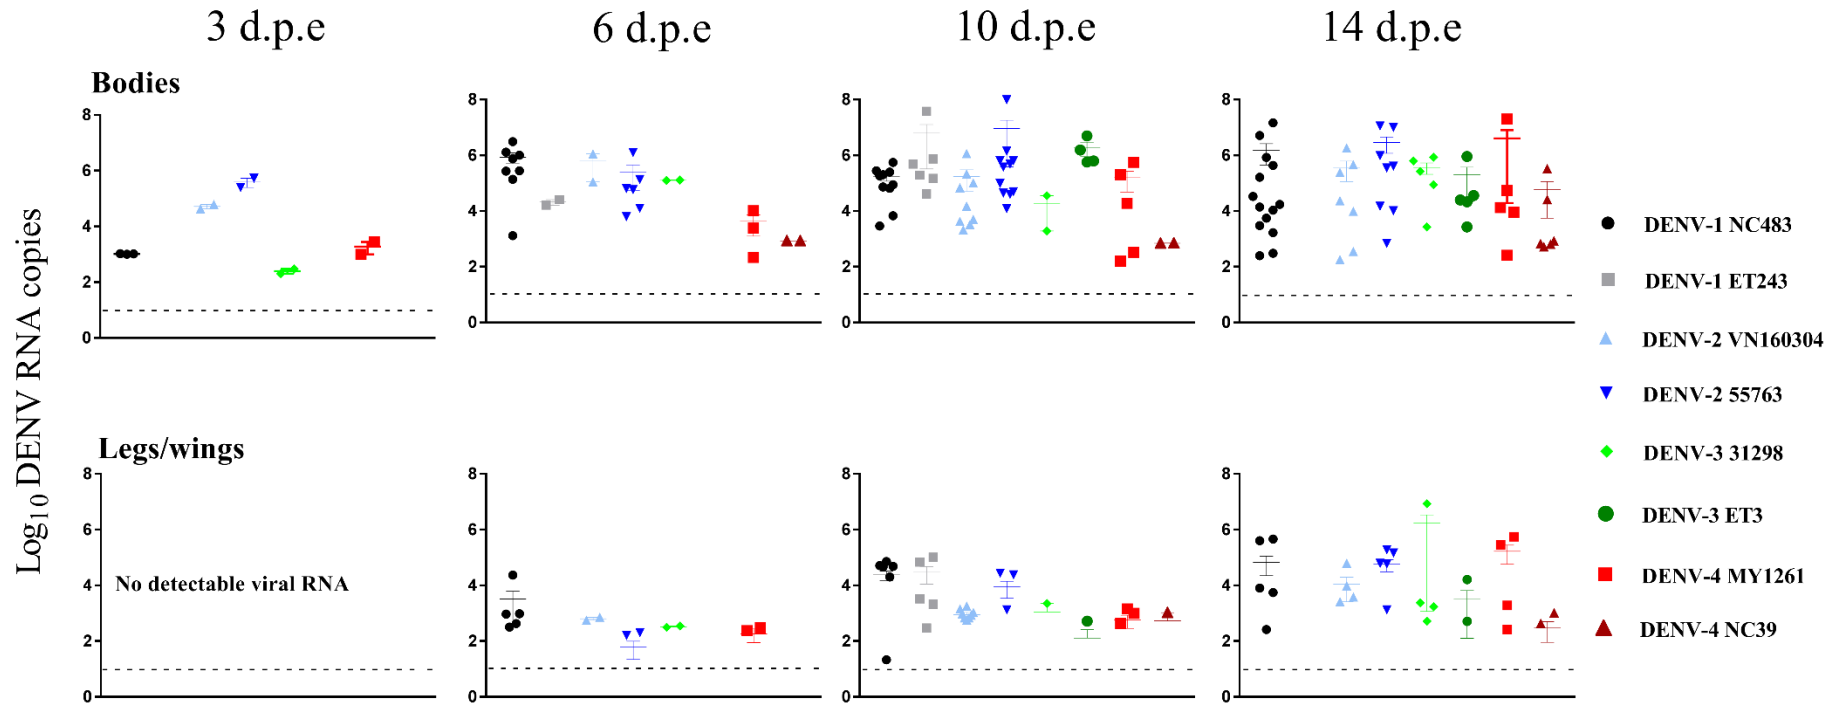 3 d.p.e
6 d.p.e
10 d.p.e
14 d.p.e
Log10 DENV RNA copies
Bodies
8
6
4
2
0
8
6
4
2
0
8
6
4
2
0
8
6
4
2
0
Legs/wings
8
6
4
2
0
No detectable viral RNA
8
6
4
2
0
8
6
4
2
0
8
6
4
2
0
DENV-1 NC483
DENV-1 ET243
DENV-2 VN160304
DENV-2 55763
DENV-3 31298
DENV-3 ET3
DENV-4 MY1261
DENV-4 NC39